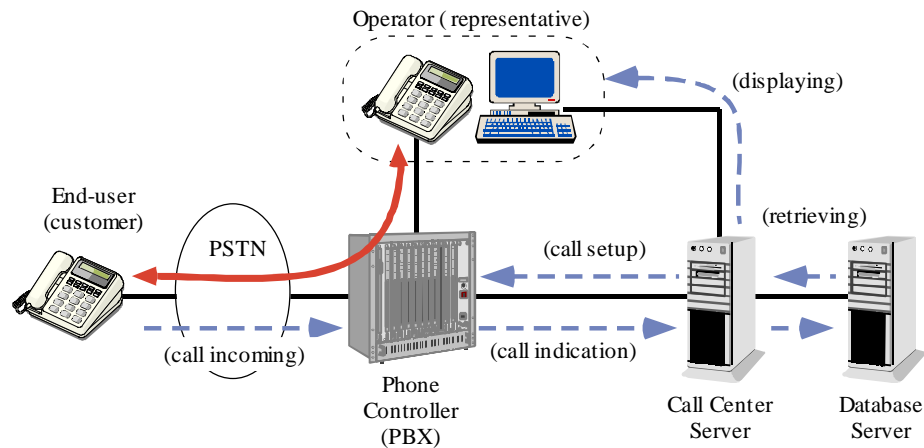 Operator ( representative)
(displaying)
End-user
(customer)
PSTN
(retrieving)
(call setup)
(call incoming)
(call indication)
Phone
Controller
(PBX)
Call Center
Server
Database
Server